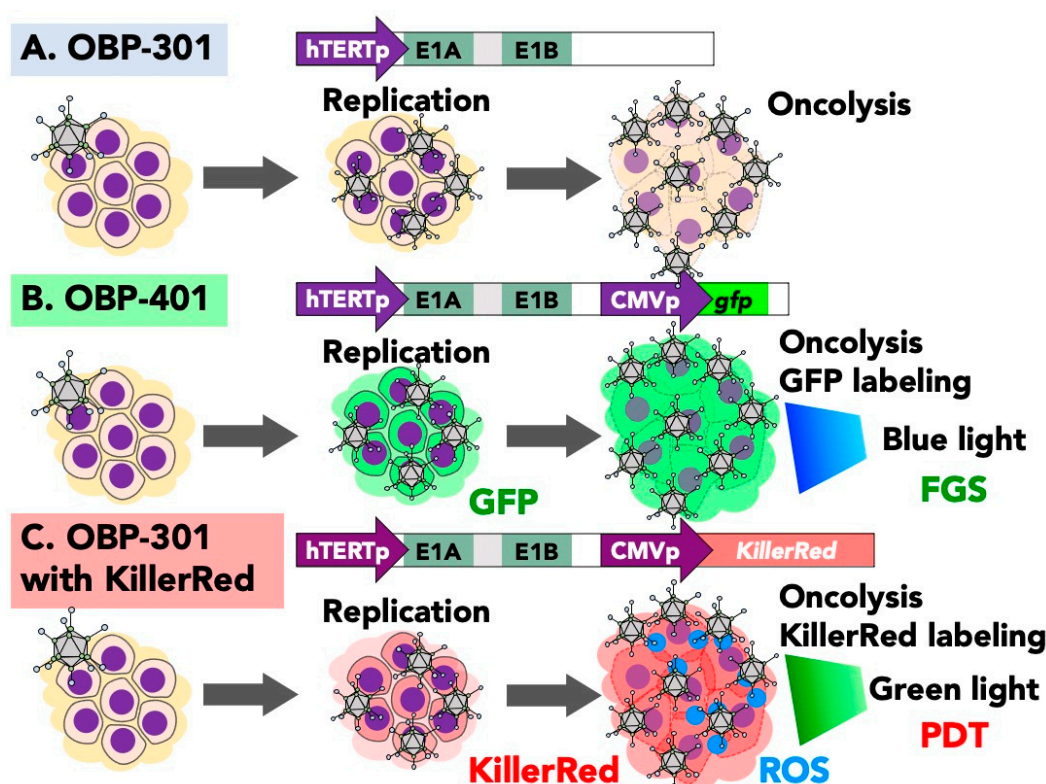 A. OBP-301
hTERTp E1A E1B
Replication
Oncolysis
B. OBP-401
hTERTp E1A E1B CMVp gfp
Replication
Oncolysis
GFP labeling
Blue light
GFP
FGS
C. OBP-301
with KillerRed
hTERTp E1A E1B CMVp KillerRed
Replication
Oncolysis
KillerRed labeling
Green light
KillerRed
ROS
PDT